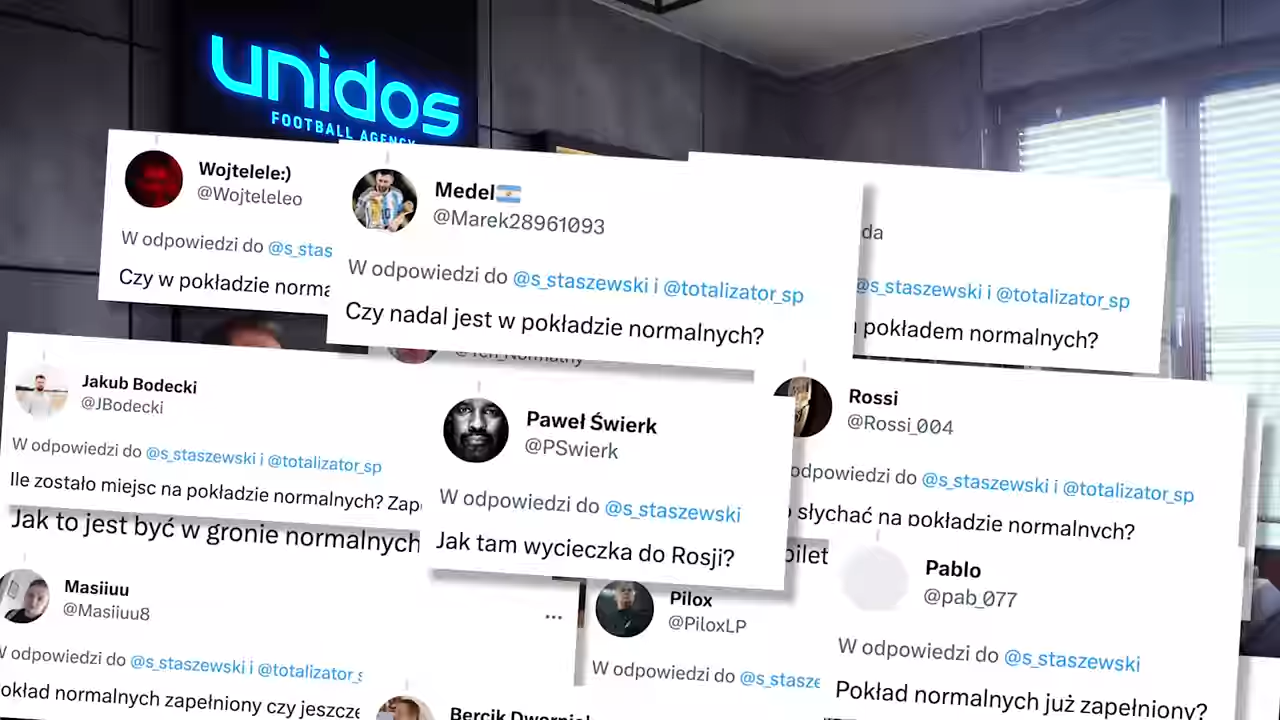 unidos
FOOTBALL AGENCY
Wojtelele:)
@Wojteleleo
W odpowiedzi do @s_stas
Czy w pokładzie norma
Medel
@Marek28961093
W odpowiedzi do @s_staszewski i @totalizator_sp
Czy nadal jest w pokładzie normalnych?
da
@s_staszewski i @totalizator_sp
pokładem normalnych?
Jakub Bodecki
@JBodecki
W odpowiedzi do @s_staszewski i @totalizator_sp
Ile zostało miejsc na pokładzie normalnych? Zap
Jak to jest być w gronie normalnych
Paweł Świerk
@PSwierk
W odpowiedzi do @s_staszewski
Jak tam wycieczka do Rosji?
Rossi
@Rossi_004
odpowiedzi do @s_staszewski i @totalizator_sp
słychać na pokładzie normalnych?
bilet
Masiiuu
@Masiiuu8
W odpowiedzi do @s_staszewski i @totalizator_s
okład normalnych zapełniony czy jeszcze
Pilox
@PiloxLP
W odpowiedzi do @s_stasze
Pablo
@pab_077
W odpowiedzi do @s_staszewski
Pokład normalnych już zapełniony?
Bercik